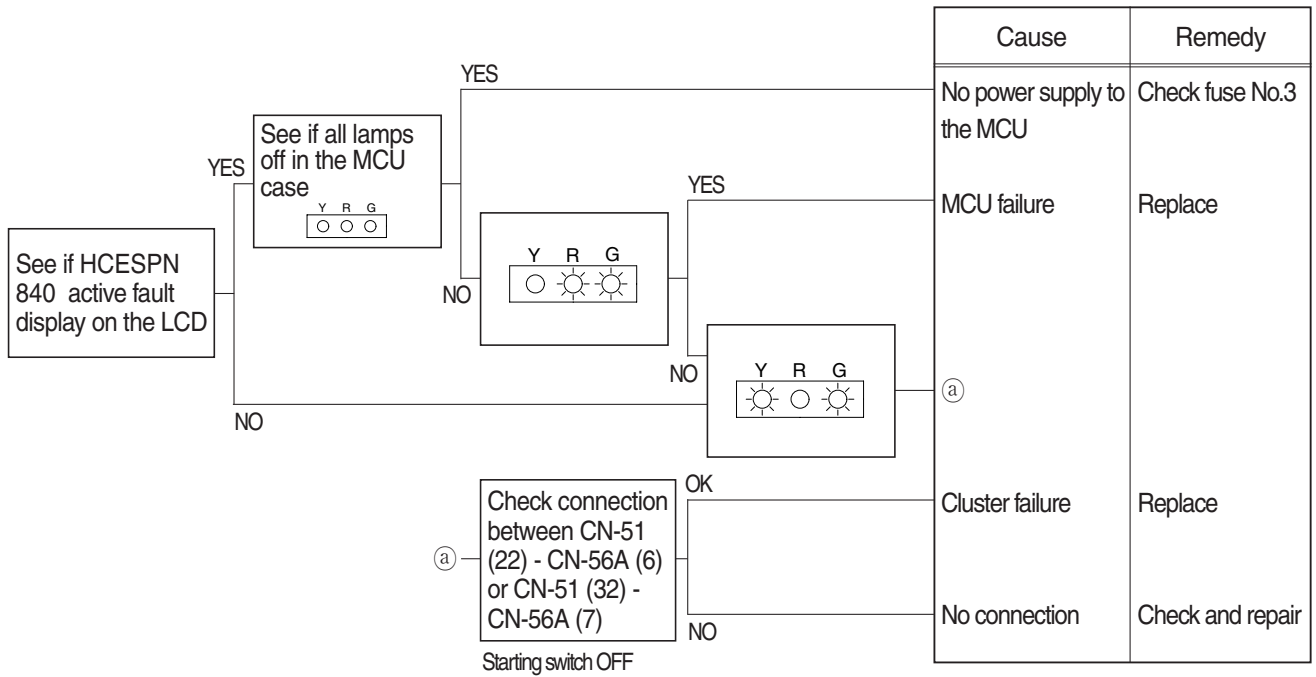 Cause
Remedy
YES
No power supply to
the MCU
Check fuse No.3
See if all lamps
off in the MCU
case
Y R G
YES
YES
MCU failure
Replace
See if HCESPN
840 active fault
display on the LCD
Y R G
NO
NO
Y R G
ⓐ
NO
OK
Check connection
between CN-51
(22) - CN-56A (6)
or CN-51 (32) -
CN-56A (7)
Cluster failure
Replace
ⓐ
No connection
Check and repair
NO
Starting switch OFF